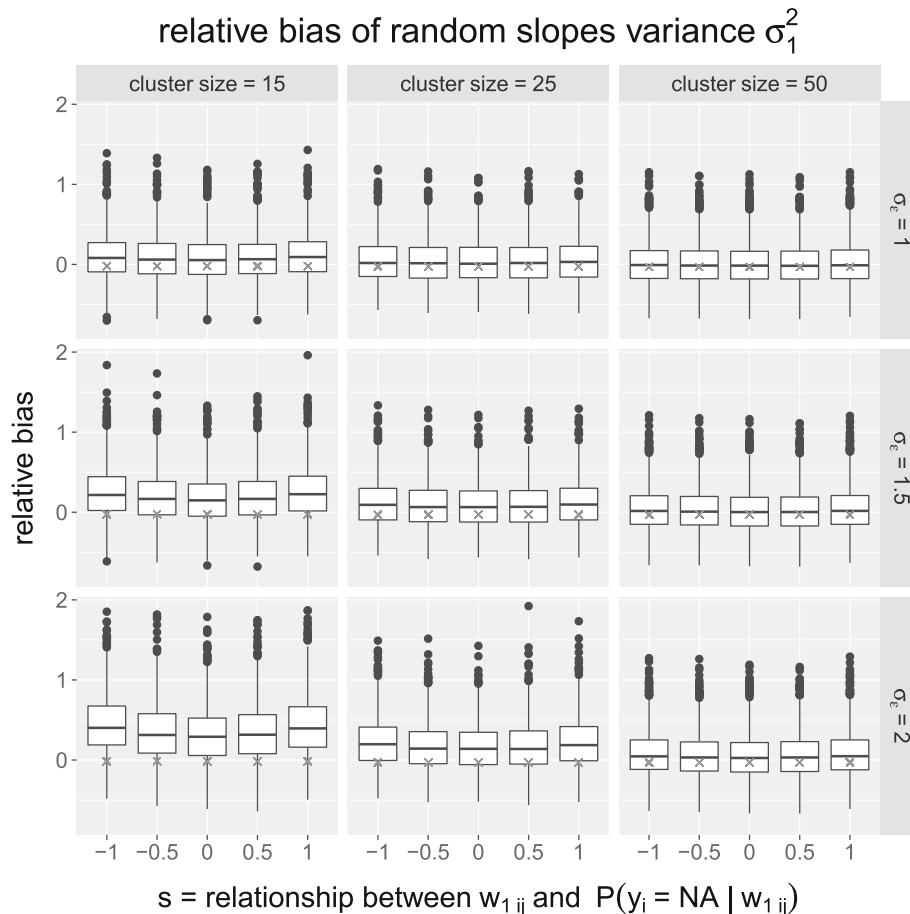 relative bias of random slopes variance σ₁²
cluster size = 15
cluster size = 25
cluster size = 50
2
1
0
σε = 1
2
1
0
σε = 1.5
2
1
0
σε = 2
relative bias
−1 −0.5 0 0.5 1
−1 −0.5 0 0.5 1
−1 −0.5 0 0.5 1
s = relationship between w₁ ij and P(yᵢ = NA | w₁ ij)